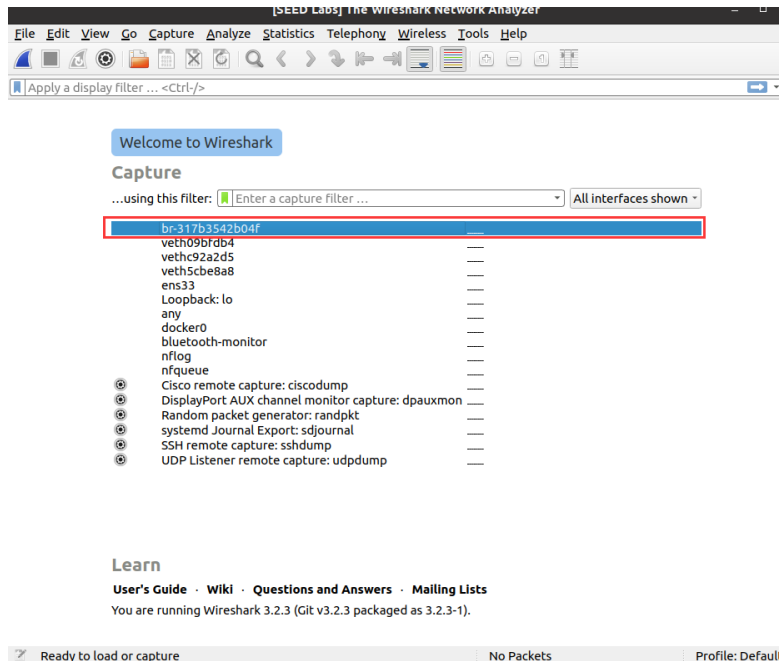 [SEED Labs] The Wireshark Network Analyzer
File Edit View Go Capture Analyze Statistics Telephony Wireless Tools Help
Apply a display filter … <Ctrl-/>
Welcome to Wireshark
Capture
…using this filter: Enter a capture filter … All interfaces shown
br-317b3542b04f
veth09bfdb4
vethc92a2d5
veth5cbe8a8
ens33
Loopback: lo
any
docker0
bluetooth-monitor
nflog
nfqueue
Cisco remote capture: ciscodump
DisplayPort AUX channel monitor capture: dpauxmon
Random packet generator: randpkt
systemd Journal Export: sdjournal
SSH remote capture: sshdump
UDP Listener remote capture: udpdump
Learn
User's Guide · Wiki · Questions and Answers · Mailing Lists
You are running Wireshark 3.2.3 (Git v3.2.3 packaged as 3.2.3-1).
Ready to load or capture No Packets Profile: Default